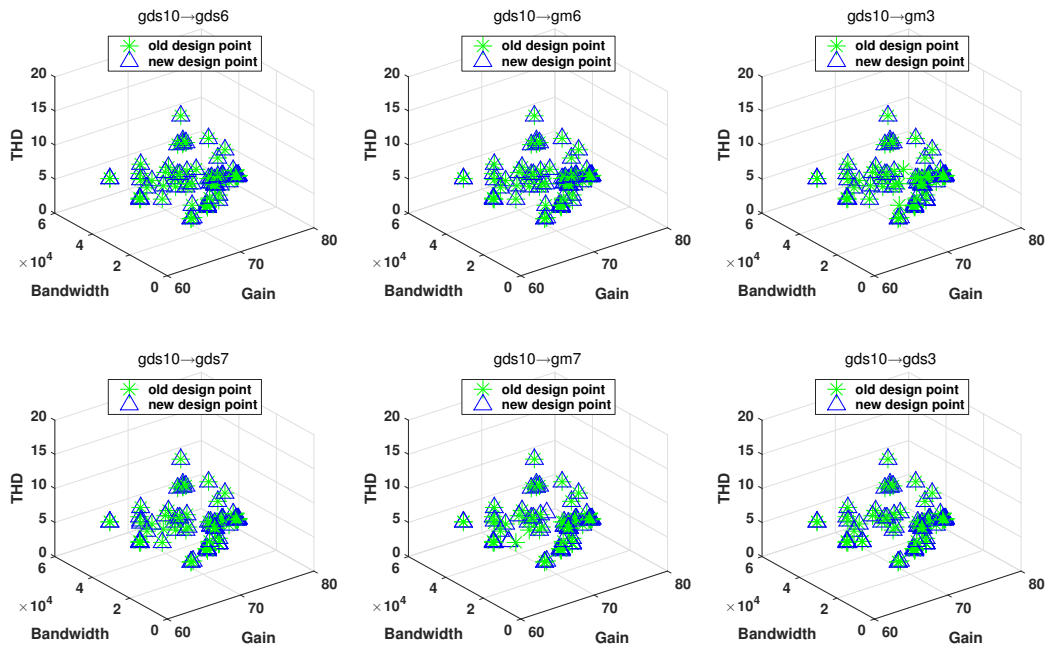 gds10→gds6
old design point
new design point
20
15
10
5
0
THD
6
4
2
0
×10^4
Bandwidth
60
70
80
Gain
gds10→gm6
old design point
new design point
20
15
10
5
0
THD
6
4
2
0
×10^4
Bandwidth
60
70
80
Gain
gds10→gm3
old design point
new design point
20
15
10
5
0
THD
6
4
2
0
×10^4
Bandwidth
60
70
80
Gain
gds10→gds7
old design point
new design point
20
15
10
5
0
THD
6
4
2
0
×10^4
Bandwidth
60
70
80
Gain
gds10→gm7
old design point
new design point
20
15
10
5
0
THD
6
4
2
0
×10^4
Bandwidth
60
70
80
Gain
gds10→gds3
old design point
new design point
20
15
10
5
0
THD
6
4
2
0
×10^4
Bandwidth
60
70
80
Gain